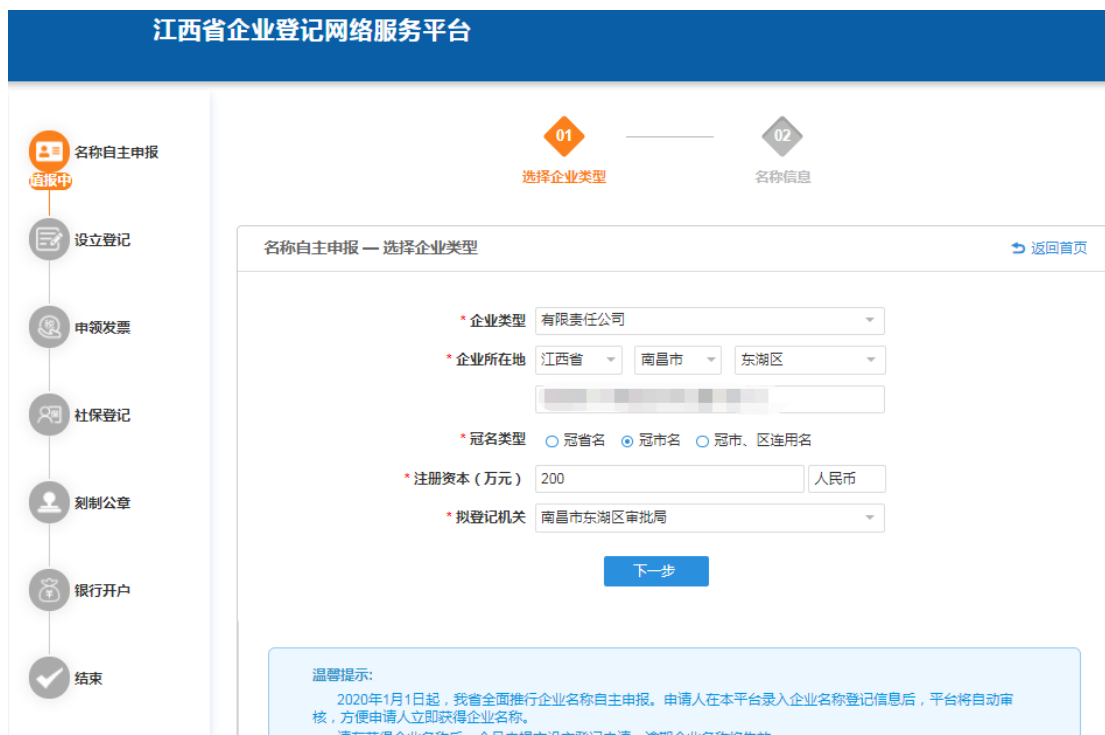 江西省企业登记网络服务平台
名称自主申报
填报中
设立登记
申领发票
社保登记
刻制公章
银行开户
结束
01
02
选择企业类型
名称信息
名称自主申报 — 选择企业类型
返回首页
* 企业类型 有限责任公司
* 企业所在地 江西省 南昌市 东湖区
* 冠名类型 冠省名 冠市名 冠市、区连用名
* 注册资本（万元） 200 人民币
* 拟登记机关 南昌市东湖区审批局
下一步
温馨提示:
2020年1月1日起，我省全面推行企业名称自主申报。申请人在本平台录入企业名称登记信息后，平台将自动审
核，方便申请人立即获得企业名称。